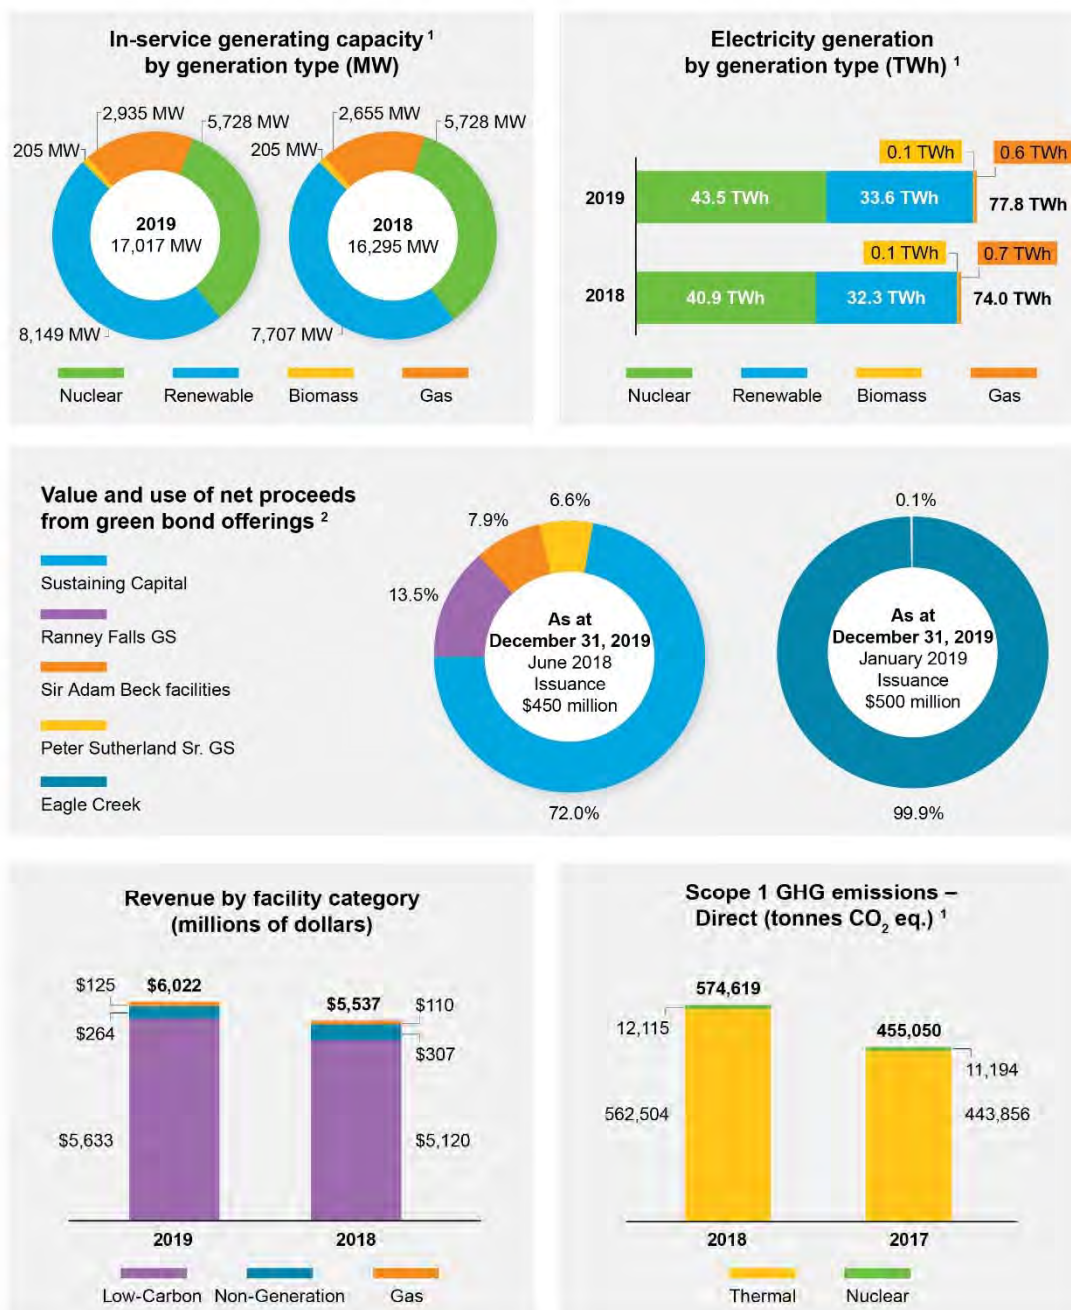 In-service generating capacity 1
by generation type (MW)
2,935 MW
5,728 MW
205 MW
2019
17,017 MW
8,149 MW
2,655 MW
5,728 MW
205 MW
2018
16,295 MW
7,707 MW
Nuclear Renewable Biomass Gas
Electricity generation
by generation type (TWh) 1
0.1 TWh 0.6 TWh
2019 43.5 TWh 33.6 TWh 77.8 TWh
0.1 TWh 0.7 TWh
2018 40.9 TWh 32.3 TWh 74.0 TWh
Nuclear Renewable Biomass Gas
Value and use of net proceeds
from green bond offerings 2
Sustaining Capital
Ranney Falls GS
Sir Adam Beck facilities
Peter Sutherland Sr. GS
Eagle Creek
6.6%
7.9%
13.5%
As at
December 31, 2019
June 2018
Issuance
$450 million
72.0%
0.1%
As at
December 31, 2019
January 2019
Issuance
$500 million
99.9%
Revenue by facility category
(millions of dollars)
$125
$6,022
$264
$5,633
$5,537
$110
$307
$5,120
2019 2018
Low-Carbon Non-Generation Gas
Scope 1 GHG emissions –
Direct (tonnes CO2 eq.) 1
574,619
12,115
562,504
455,050
11,194
443,856
2018 2017
Thermal Nuclear